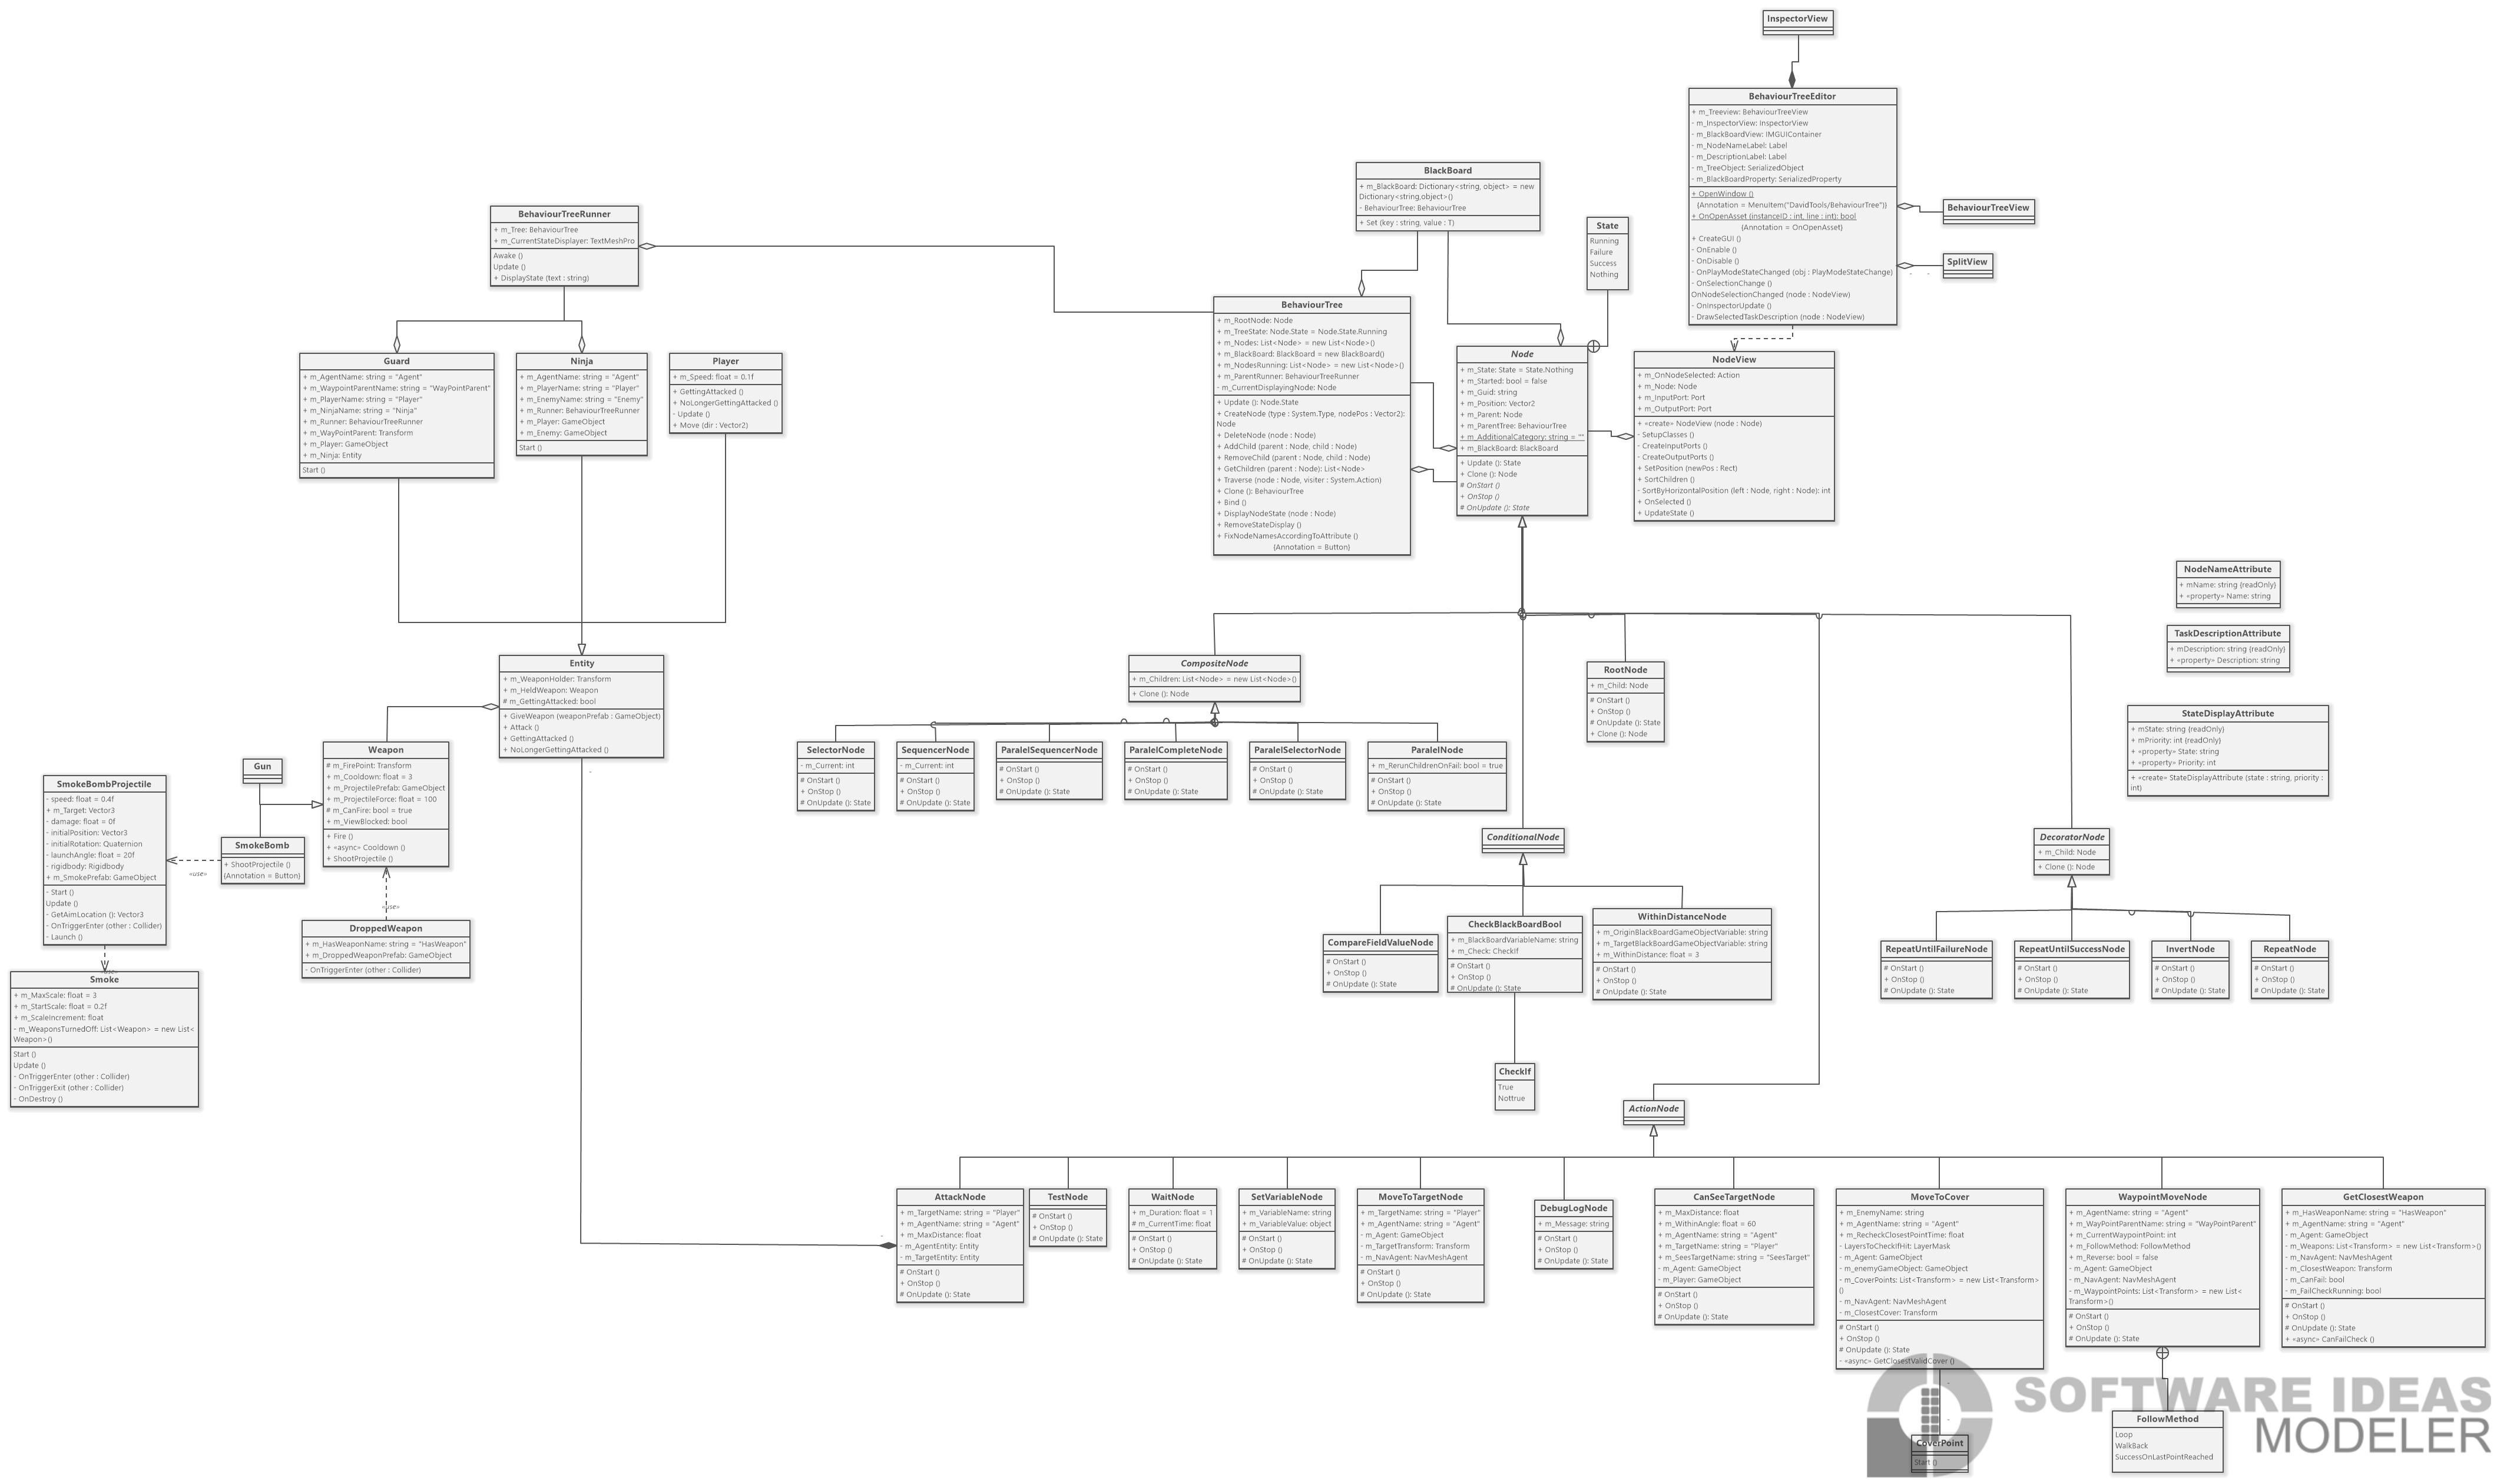 InspectorView
BehaviourTreeEditor
+ m_Treeview: BehaviourTreeView
- m_InspectorView: InspectorView
- m_BlackBoardView: IMGUIContainer
- m_NodeNameLabel: Label
- m_DescriptionLabel: Label
- m_TreeObject: SerializedObject
- m_BlackBoardProperty: SerializedProperty
+ OpenWindow ()
{Annotation = MenuItem("DavidTools/BehaviourTree")}
+ OnOpenAsset (instanceID : int, line : int): bool
{Annotation = OnOpenAsset}
+ CreateGUI ()
- OnEnable ()
- OnDisable ()
- OnPlayModeStateChanged (obj : PlayModeStateChange)
- OnSelectionChange ()
OnNodeSelectionChanged (node : NodeView)
- OnInspectorUpdate ()
- DrawSelectedTaskDescription (node : NodeView)
BehaviourTreeView
SplitView
BlackBoard
+ m_BlackBoard: Dictionary<string, object> = new
Dictionary<string,object>()
- BehaviourTree: BehaviourTree
+ Set (key : string, value : T)
State
Running
Failure
Success
Nothing
BehaviourTreeRunner
+ m_Tree: BehaviourTree
+ m_CurrentStateDisplayer: TextMeshPro
Awake ()
Update ()
+ DisplayState (text : string)
BehaviourTree
+ m_RootNode: Node
+ m_TreeState: Node.State = Node.State.Running
+ m_Nodes: List<Node> = new List<Node>()
+ m_BlackBoard: BlackBoard = new BlackBoard()
+ m_NodesRunning: List<Node> = new List<Node>()
+ m_ParentRunner: BehaviourTreeRunner
- m_CurrentDisplayingNode: Node
+ Update (): Node.State
+ CreateNode (type : System.Type, nodePos : Vector2):
Node
+ DeleteNode (node : Node)
+ AddChild (parent : Node, child : Node)
+ RemoveChild (parent : Node, child : Node)
+ GetChildren (parent : Node): List<Node>
+ Traverse (node : Node, visiter : System.Action)
+ Clone (): BehaviourTree
+ Bind ()
+ DisplayNodeState (node : Node)
+ RemoveStateDisplay ()
+ FixNodeNamesAccordingToAttribute ()
{Annotation = Button}
Node
+ m_State: State = State.Nothing
+ m_Started: bool = false
+ m_Guid: string
+ m_Position: Vector2
+ m_Parent: Node
+ m_ParentTree: BehaviourTree
+ m_AdditionalCategory: string = ""
+ m_BlackBoard: BlackBoard
+ Update (): State
+ Clone (): Node
# OnStart ()
+ OnStop ()
# OnUpdate (): State
NodeView
+ m_OnNodeSelected: Action
+ m_Node: Node
+ m_InputPort: Port
+ m_OutputPort: Port
+ «create» NodeView (node : Node)
- SetupClasses ()
- CreateInputPorts ()
- CreateOutputPorts ()
+ SetPosition (newPos : Rect)
+ SortChildren ()
- SortByHorizontalPosition (left : Node, right : Node): int
+ OnSelected ()
+ UpdateState ()
Guard
+ m_AgentName: string = "Agent"
+ m_WaypointParentName: string = "WayPointParent"
+ m_PlayerName: string = "Player"
+ m_NinjaName: string = "Ninja"
+ m_Runner: BehaviourTreeRunner
+ m_WayPointParent: Transform
+ m_Player: GameObject
+ m_Ninja: Entity
Start ()
Ninja
+ m_AgentName: string = "Agent"
+ m_PlayerName: string = "Player"
+ m_EnemyName: string = "Enemy"
+ m_Runner: BehaviourTreeRunner
+ m_Player: GameObject
+ m_Enemy: GameObject
Start ()
Player
+ m_Speed: float = 0.1f
+ GettingAttacked ()
+ NoLongerGettingAttacked ()
- Update ()
+ Move (dir : Vector2)
NodeNameAttribute
+ mName: string {readOnly}
+ «property» Name: string
TaskDescriptionAttribute
+ mDescription: string {readOnly}
+ «property» Description: string
StateDisplayAttribute
+ mState: string {readOnly}
+ mPriority: int {readOnly}
+ «property» State: string
+ «property» Priority: int
+ «create» StateDisplayAttribute (state : string, priority :
int)
Entity
+ m_WeaponHolder: Transform
+ m_HeldWeapon: Weapon
# m_GettingAttacked: bool
+ GiveWeapon (weaponPrefab : GameObject)
+ Attack ()
+ GettingAttacked ()
+ NoLongerGettingAttacked ()
CompositeNode
+ m_Children: List<Node> = new List<Node>()
+ Clone (): Node
RootNode
+ m_Child: Node
# OnStart ()
+ OnStop ()
# OnUpdate (): State
+ Clone (): Node
Weapon
# m_FirePoint: Transform
+ m_Cooldown: float = 3
+ m_ProjectilePrefab: GameObject
+ m_ProjectileForce: float = 100
# m_CanFire: bool = true
+ m_ViewBlocked: bool
+ Fire ()
+ «async» Cooldown ()
+ ShootProjectile ()
Gun
SmokeBomb
+ ShootProjectile ()
{Annotation = Button}
«use»
SmokeBombProjectile
- speed: float = 0.4f
+ m_Target: Vector3
- damage: float = 0f
- initialPosition: Vector3
- initialRotation: Quaternion
- launchAngle: float = 20f
- rigidbody: Rigidbody
+ m_SmokePrefab: GameObject
- Start ()
Update ()
- GetAimLocation (): Vector3
- OnTriggerEnter (other : Collider)
- Launch ()
«use»
DroppedWeapon
+ m_HasWeaponName: string = "HasWeapon"
+ m_DroppedWeaponPrefab: GameObject
- OnTriggerEnter (other : Collider)
«use»
Smoke
+ m_MaxScale: float = 3
+ m_StartScale: float = 0.2f
+ m_ScaleIncrement: float
- m_WeaponsTurnedOff: List<Weapon> = new List<
Weapon>()
Start ()
Update ()
- OnTriggerEnter (other : Collider)
- OnTriggerExit (other : Collider)
- OnDestroy ()
SelectorNode
- m_Current: int
# OnStart ()
+ OnStop ()
# OnUpdate (): State
SequencerNode
- m_Current: int
# OnStart ()
+ OnStop ()
# OnUpdate (): State
ParalelSequencerNode
# OnStart ()
+ OnStop ()
# OnUpdate (): State
ParalelCompleteNode
# OnStart ()
+ OnStop ()
# OnUpdate (): State
ParalelSelectorNode
# OnStart ()
+ OnStop ()
# OnUpdate (): State
ParalelNode
+ m_RerunChildrenOnFail: bool = true
# OnStart ()
+ OnStop ()
# OnUpdate (): State
ConditionalNode
DecoratorNode
+ m_Child: Node
+ Clone (): Node
CompareFieldValueNode
# OnStart ()
+ OnStop ()
# OnUpdate (): State
CheckBlackBoardBool
+ m_BlackBoardVariableName: string
+ m_Check: CheckIf
# OnStart ()
+ OnStop ()
# OnUpdate (): State
WithinDistanceNode
+ m_OriginBlackBoardGameObjectVariable: string
+ m_TargetBlackBoardGameObjectVariable: string
+ m_WithinDistance: float = 3
# OnStart ()
+ OnStop ()
# OnUpdate (): State
RepeatUntilFailureNode
# OnStart ()
+ OnStop ()
# OnUpdate (): State
RepeatUntilSuccessNode
# OnStart ()
+ OnStop ()
# OnUpdate (): State
InvertNode
# OnStart ()
+ OnStop ()
# OnUpdate (): State
RepeatNode
# OnStart ()
+ OnStop ()
# OnUpdate (): State
CheckIf
True
Nottrue
ActionNode
AttackNode
+ m_TargetName: string = "Player"
+ m_AgentName: string = "Agent"
+ m_MaxDistance: float
- m_AgentEntity: Entity
- m_TargetEntity: Entity
# OnStart ()
+ OnStop ()
# OnUpdate (): State
TestNode
# OnStart ()
+ OnStop ()
# OnUpdate (): State
WaitNode
+ m_Duration: float = 1
# m_CurrentTime: float
# OnStart ()
+ OnStop ()
# OnUpdate (): State
SetVariableNode
+ m_VariableName: string
+ m_VariableValue: object
# OnStart ()
+ OnStop ()
# OnUpdate (): State
MoveToTargetNode
+ m_TargetName: string = "Player"
+ m_AgentName: string = "Agent"
- m_Agent: GameObject
- m_TargetTransform: Transform
- m_NavAgent: NavMeshAgent
# OnStart ()
+ OnStop ()
# OnUpdate (): State
DebugLogNode
+ m_Message: string
# OnStart ()
+ OnStop ()
# OnUpdate (): State
CanSeeTargetNode
+ m_MaxDistance: float
+ m_WithinAngle: float = 60
+ m_AgentName: string = "Agent"
+ m_TargetName: string = "Player"
+ m_SeesTargetName: string = "SeesTarget"
- m_Agent: GameObject
- m_Player: GameObject
# OnStart ()
+ OnStop ()
# OnUpdate (): State
MoveToCover
+ m_EnemyName: string
+ m_AgentName: string = "Agent"
+ m_RecheckClosestPointTime: float
- LayersToCheckIfHit: LayerMask
- m_Agent: GameObject
- m_enemyGameObject: GameObject
- m_CoverPoints: List<Transform> = new List<Transform>
()
- m_NavAgent: NavMeshAgent
- m_ClosestCover: Transform
# OnStart ()
+ OnStop ()
# OnUpdate (): State
- «async» GetClosestValidCover ()
WaypointMoveNode
+ m_AgentName: string = "Agent"
+ m_WayPointParentName: string = "WayPointParent"
+ m_CurrentWaypointPoint: int
+ m_FollowMethod: FollowMethod
+ m_Reverse: bool = false
- m_Agent: GameObject
- m_NavAgent: NavMeshAgent
- m_WaypointPoints: List<Transform> = new List<
Transform>()
# OnStart ()
+ OnStop ()
# OnUpdate (): State
GetClosestWeapon
+ m_HasWeaponName: string = "HasWeapon"
+ m_AgentName: string = "Agent"
- m_Agent: GameObject
- m_Weapons: List<Transform> = new List<Transform>()
- m_NavAgent: NavMeshAgent
- m_ClosestWeapon: Transform
- m_CanFail: bool
- m_FailCheckRunning: bool
# OnStart ()
+ OnStop ()
# OnUpdate (): State
+ «async» CanFailCheck ()
CoverPoint
Start ()
FollowMethod
Loop
WalkBack
SuccessOnLastPointReached
SOFTWARE IDEAS
MODELER